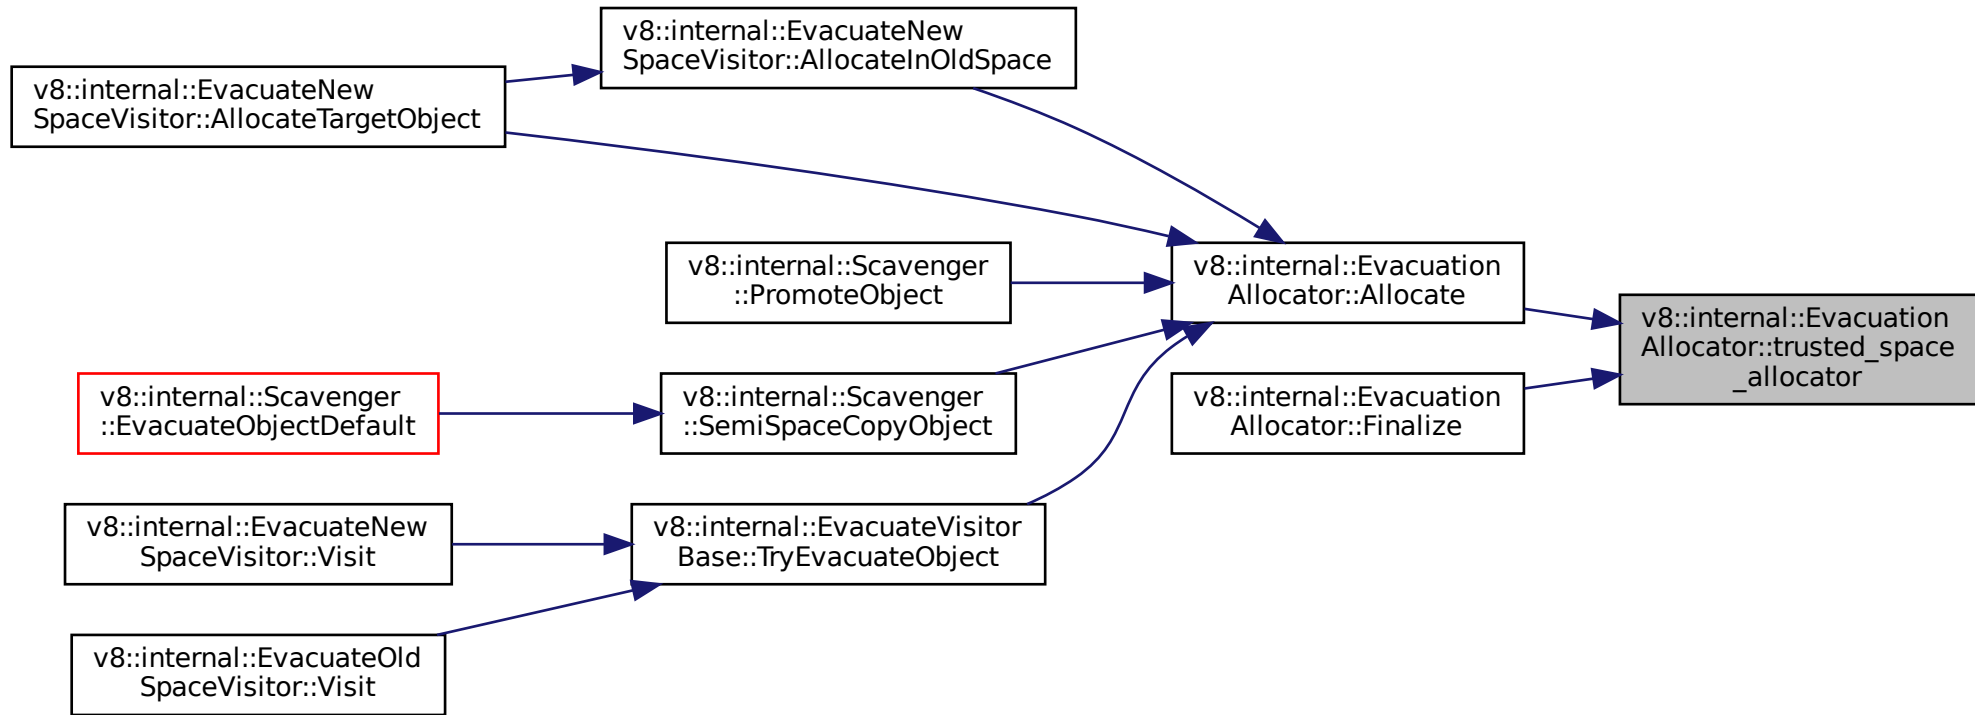 v8::internal::EvacuateNew
SpaceVisitor::AllocateInOldSpace
v8::internal::EvacuateNew
SpaceVisitor::AllocateTargetObject
v8::internal::Scavenger
::PromoteObject
v8::internal::Evacuation
Allocator::Allocate
v8::internal::Evacuation
Allocator::trusted_space
_allocator
v8::internal::Scavenger
::EvacuateObjectDefault
v8::internal::Scavenger
::SemiSpaceCopyObject
v8::internal::Evacuation
Allocator::Finalize
v8::internal::EvacuateNew
SpaceVisitor::Visit
v8::internal::EvacuateVisitor
Base::TryEvacuateObject
v8::internal::EvacuateOld
SpaceVisitor::Visit